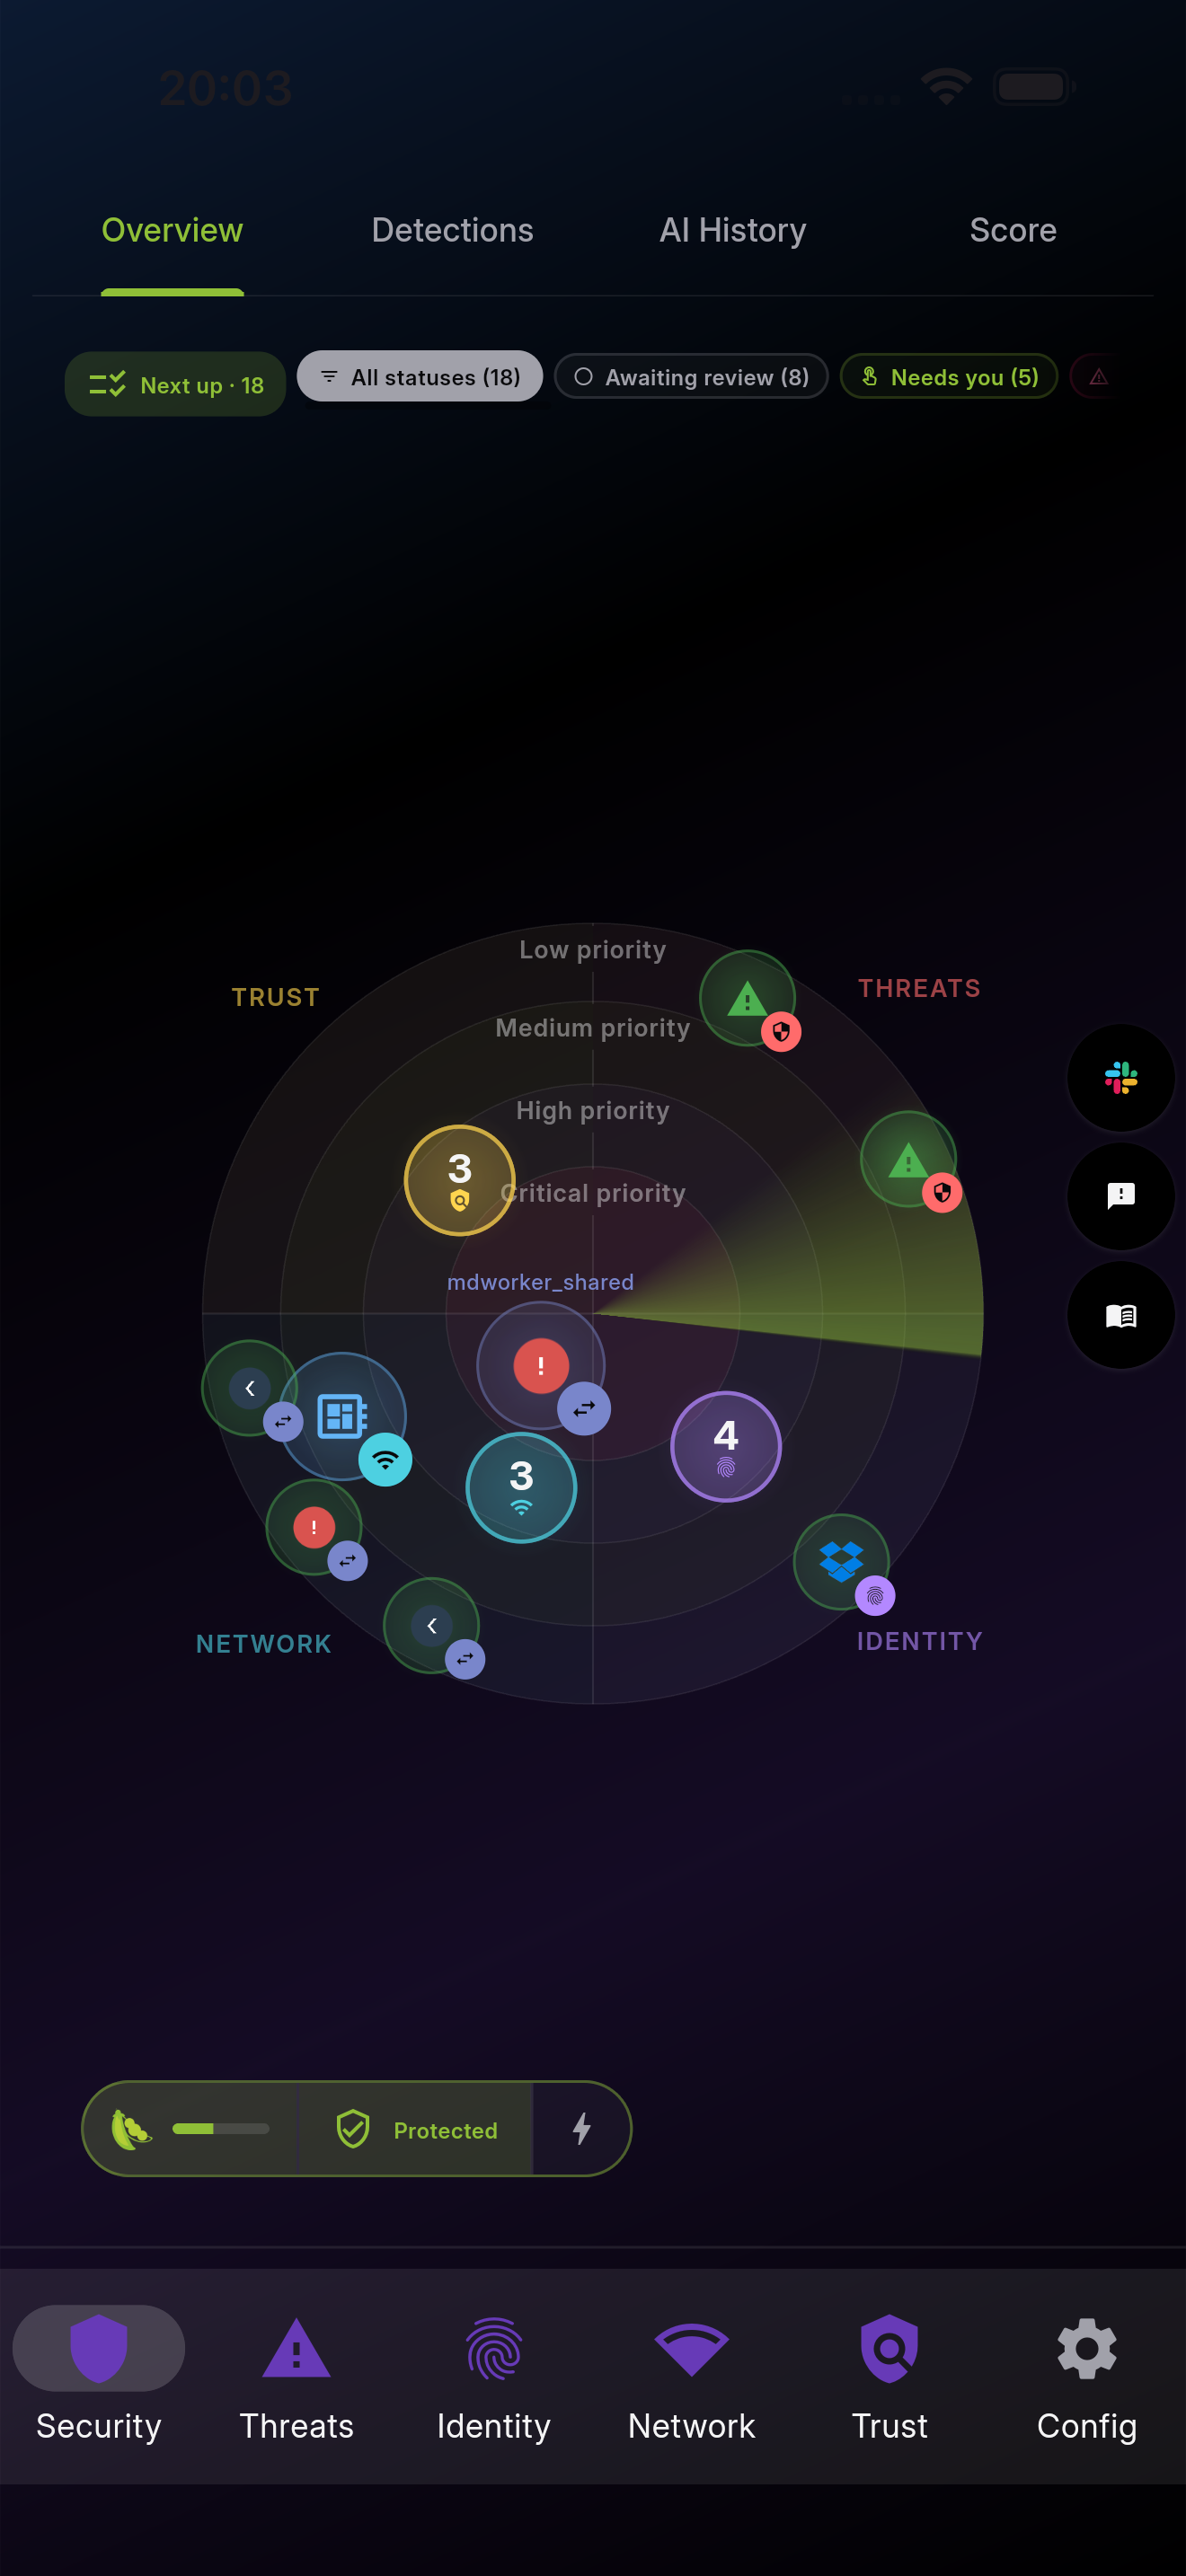 20:03
Overview
Detections
AI History
Score
Next up · 18
All statuses (18)
Awaiting review (8)
Needs you (5)
Low priority
TRUST
THREATS
Medium priority
High priority
3
Critical priority
mdworker_shared
4
3
NETWORK
IDENTITY
Protected
Security
Threats
Identity
Network
Trust
Config